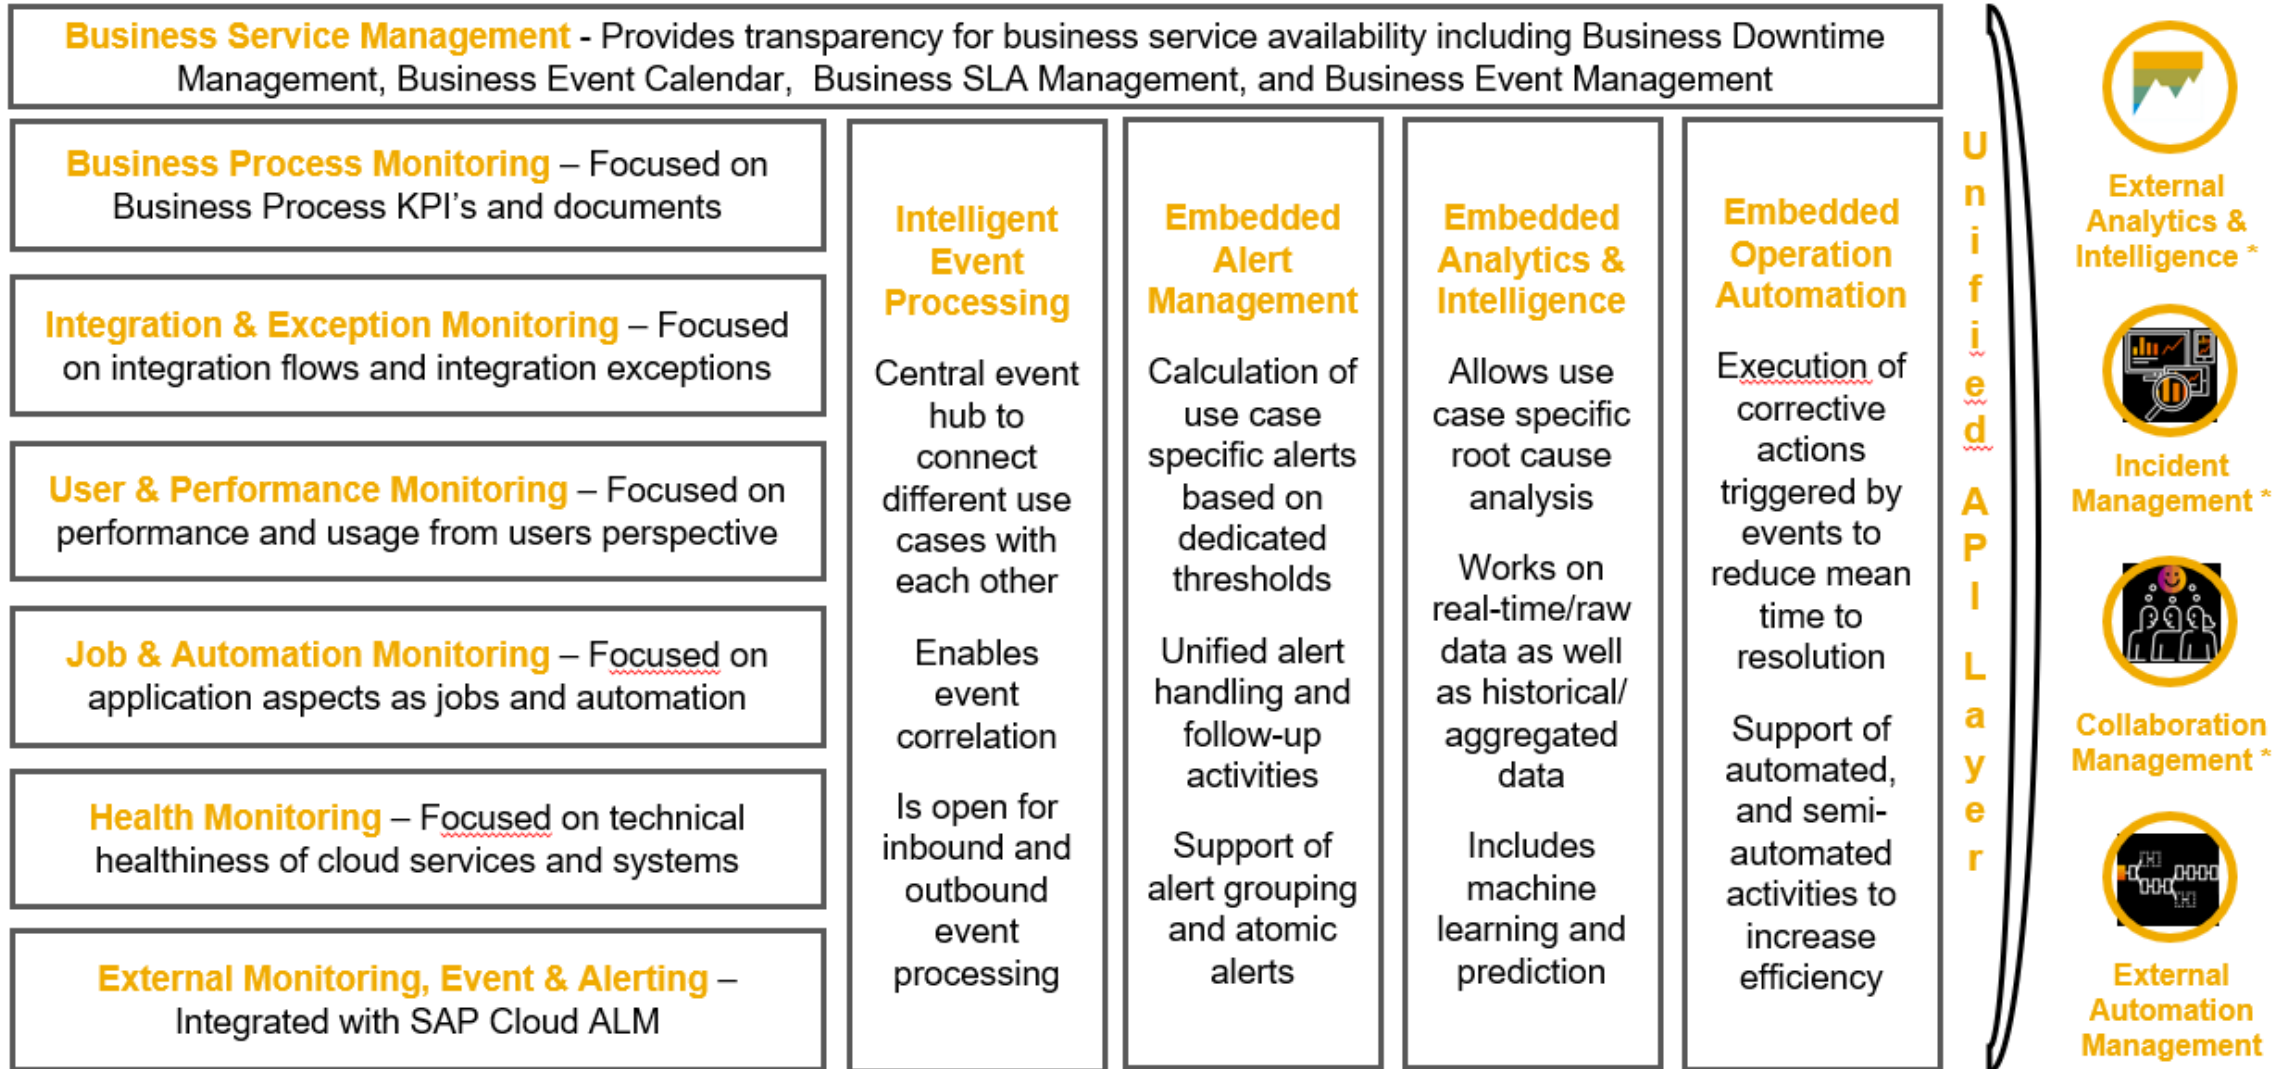 Business Service Management - Provides transparency for business service availability including Business Downtime
Management, Business Event Calendar,  Business SLA Management, and Business Event Management
Business Process Monitoring – Focused on
Business Process KPI’s and documents
Integration & Exception Monitoring – Focused
on integration flows and integration exceptions
User & Performance Monitoring – Focused on
performance and usage from users perspective
Job & Automation Monitoring – Focused on
application aspects as jobs and automation
Health Monitoring – Focused on technical
healthiness of cloud services and systems
External Monitoring, Event & Alerting –
Integrated with SAP Cloud ALM
Intelligent
Event
Processing
Central event
hub to
connect
different use
cases with
each other
Enables
event
correlation
Is open for
inbound and
outbound
event
processing
Embedded
Alert
Management
Calculation of
use case
specific alerts
based on
dedicated
thresholds
Unified alert
handling and
follow-up
activities
Support of
alert grouping
and atomic
alerts
Embedded
Analytics &
Intelligence
Allows use
case specific
root cause
analysis
Works on
real-time/raw
data as well
as historical/
aggregated
data
Includes
machine
learning and
prediction
Embedded
Operation
Automation
Execution of
corrective
actions
triggered by
events to
reduce mean
time to
resolution
Support of
automated,
and semi-
automated
activities to
increase
efficiency
Unified API Layer
External
Analytics &
Intelligence *
Incident
Management *
Collaboration
Management *
External
Automation
Management